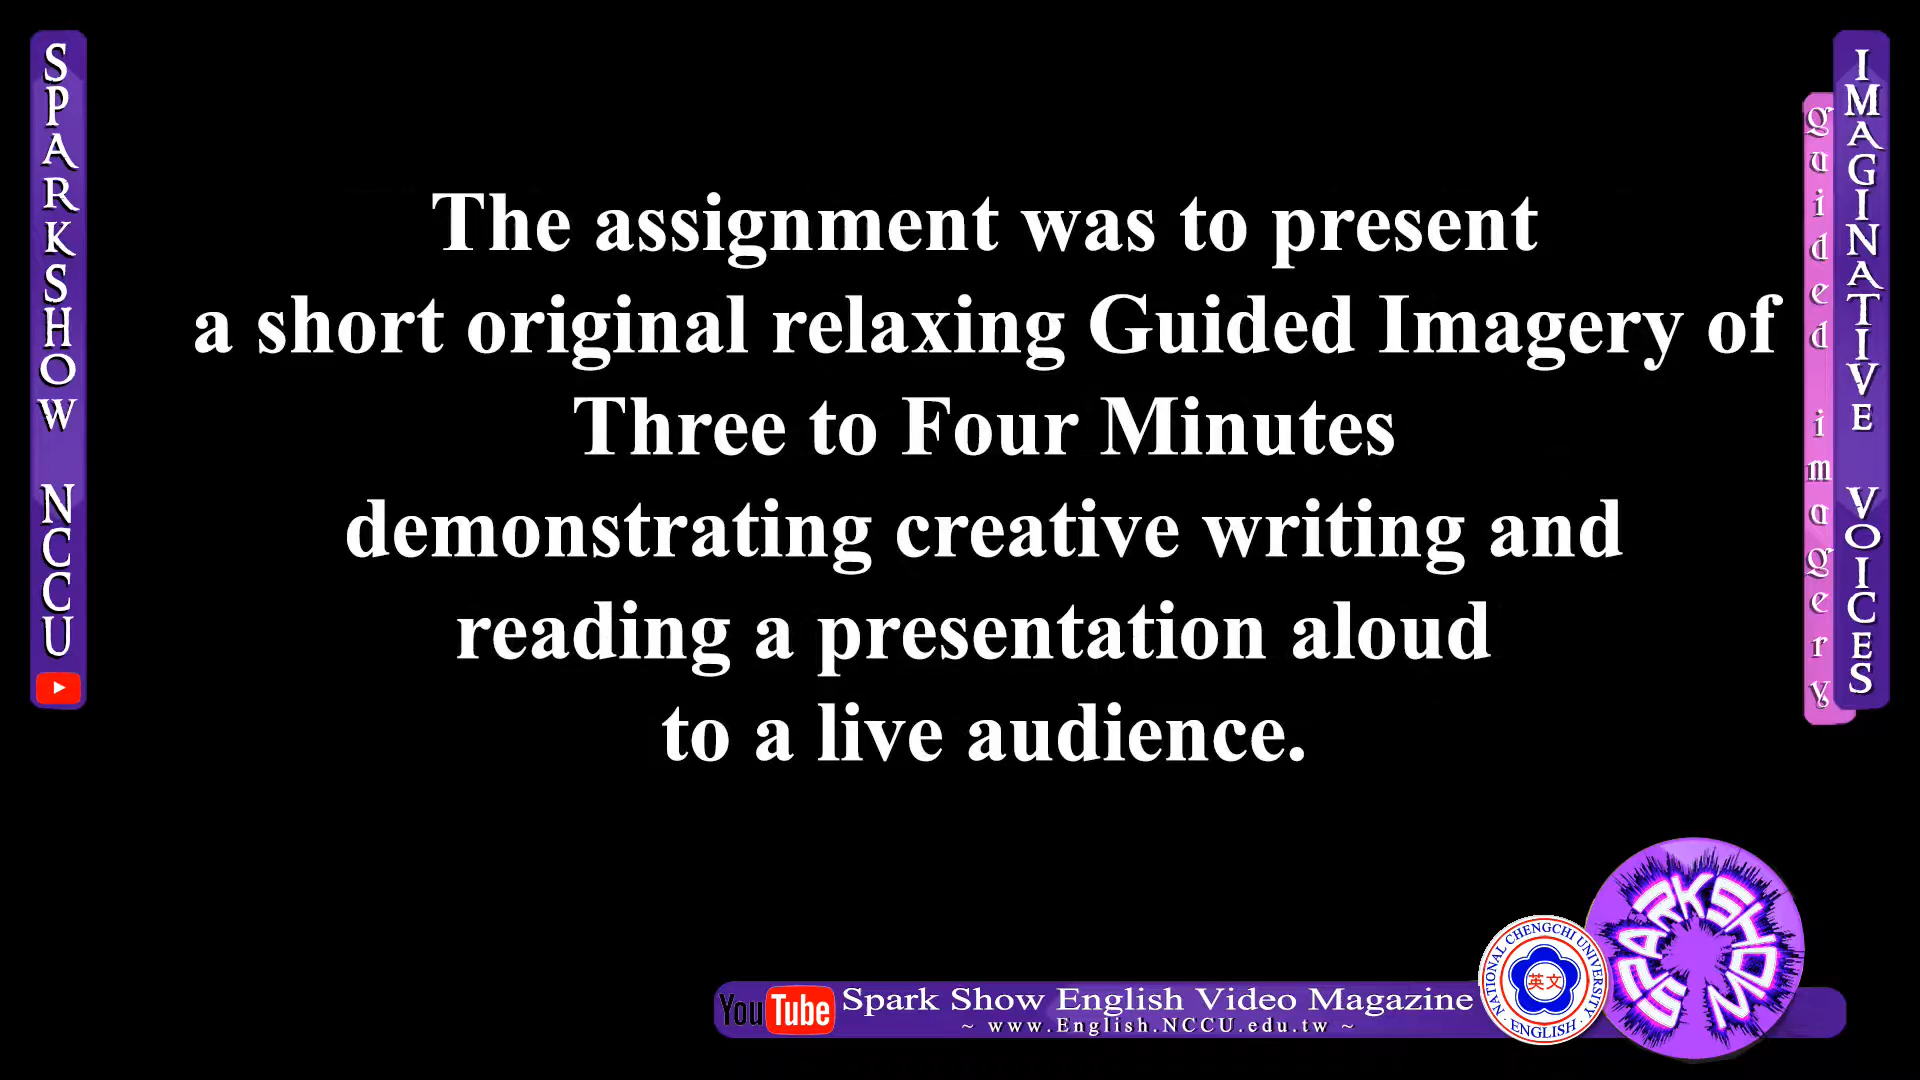 SPARKSHOW NCCU
The assignment was to present
a short original relaxing Guided Imagery of
Three to Four Minutes
demonstrating creative writing and
reading a presentation aloud
to a live audience.
guided imagery
IMAGINATIVE VOICES
YouTube
Spark Show English Video Magazine
~ www.English.NCCU.edu.tw ~
NATIONAL CHENGCHI UNIVERSITY · ENGLISH ·
英文
SPARKSHOW